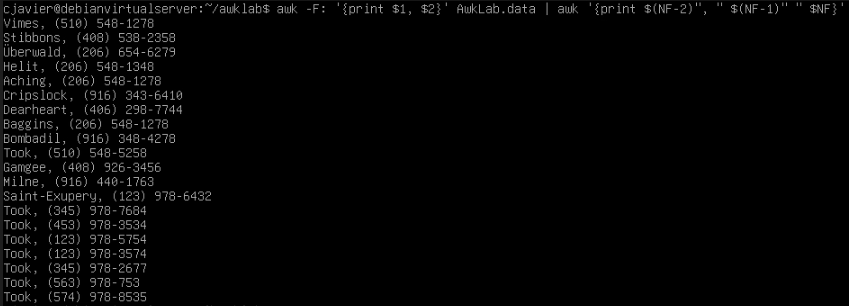 cjavier@debianvirtualserver:~/awklab$ awk -F: '{print $1, $2}' AwkLab.data | awk '{print $(NF-2)", " $(NF-1)" " $NF}'
Vimes, (510) 548-1278
Stibbons, (408) 538-2358
Überwald, (206) 654-6279
Helit, (206) 548-1348
Aching, (206) 548-1278
Cripslock, (916) 343-6410
Dearheart, (406) 298-7744
Baggins, (206) 548-1278
Bombadil, (916) 348-4278
Took, (510) 548-5258
Gamgee, (408) 926-3456
Milne, (916) 440-1763
Saint-Exupery, (123) 978-6432
Took, (345) 978-7684
Took, (453) 978-3534
Took, (123) 978-5754
Took, (123) 978-3574
Took, (345) 978-2677
Took, (563) 978-753
Took, (574) 978-8535